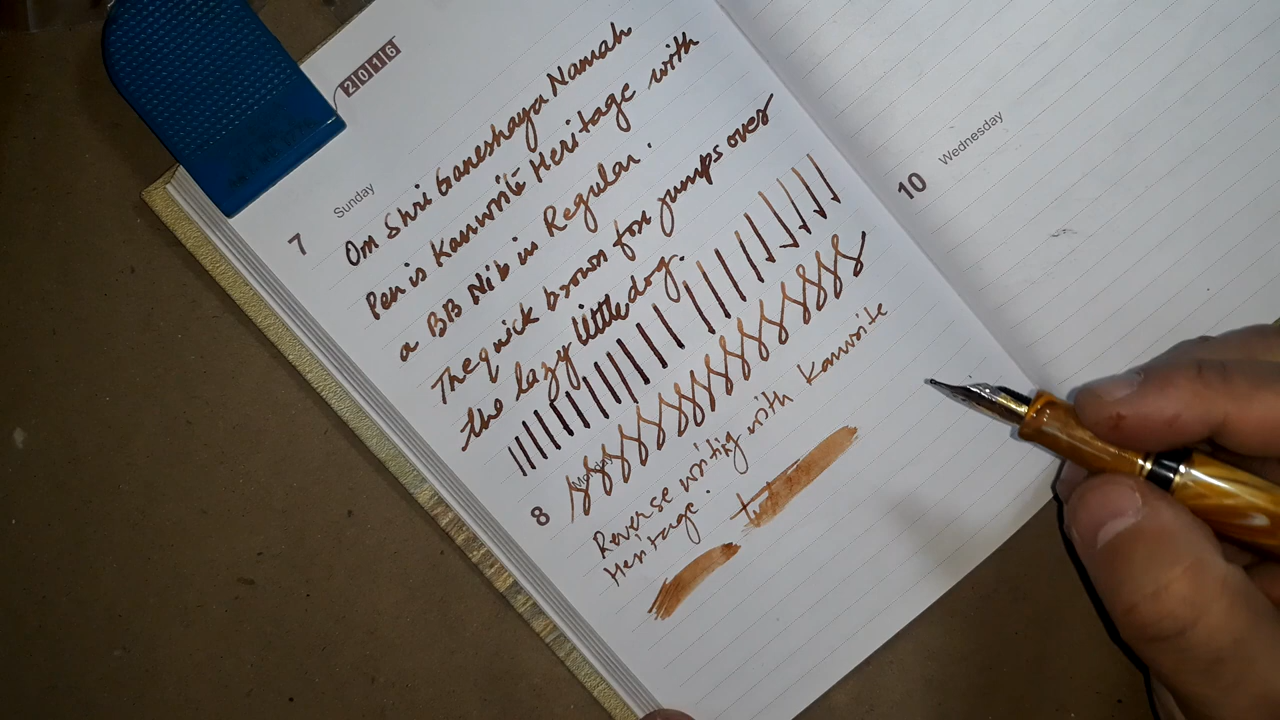 2016
7 Sunday
Om Shri Ganeshaya Namah
Pen is Kanwrite Heritage with
a BB Nib in Regular.
The quick brown fox jumps over
the lazy little dog.
8 Monday
Reverse writing with Kanwrite
Heritage.
10 Wednesday